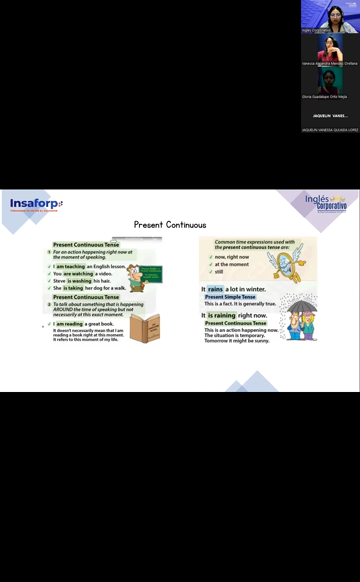 Vanessa Alejandra Mendez Orellana
Gloria Guadalupe Ortiz Mejia
JAQUELIN VANES...
JAQUELIN VANESSA GUVARA LOPEZ
Insaforp
Inglés
Corporativo
Present Continuous
Present Continuous Tense
For an action happening right now at
the moment of speaking.
✓ I am teaching an English lesson.
✓ You are watching a video.
✓ Steve is washing his hair.
✓ She is taking her dog for a walk.
Present Continuous Tense
To talk about something that is happening
AROUND the time of speaking but not
necessarily at this exact moment.
✓ I am reading a great book.
It doesn't necessarily mean that I am
reading a book right at this moment.
It refers to this moment of my life.
Common time expressions used with
the present continuous tense are:
✓ now, right now
✓ at the moment
✓ still
It rains a lot in winter.
Present Simple Tense
This is a fact. It is generally true.
It is raining right now.
Present Continuous Tense
This is an action happening now.
The situation is temporary.
Tomorrow it might be sunny.